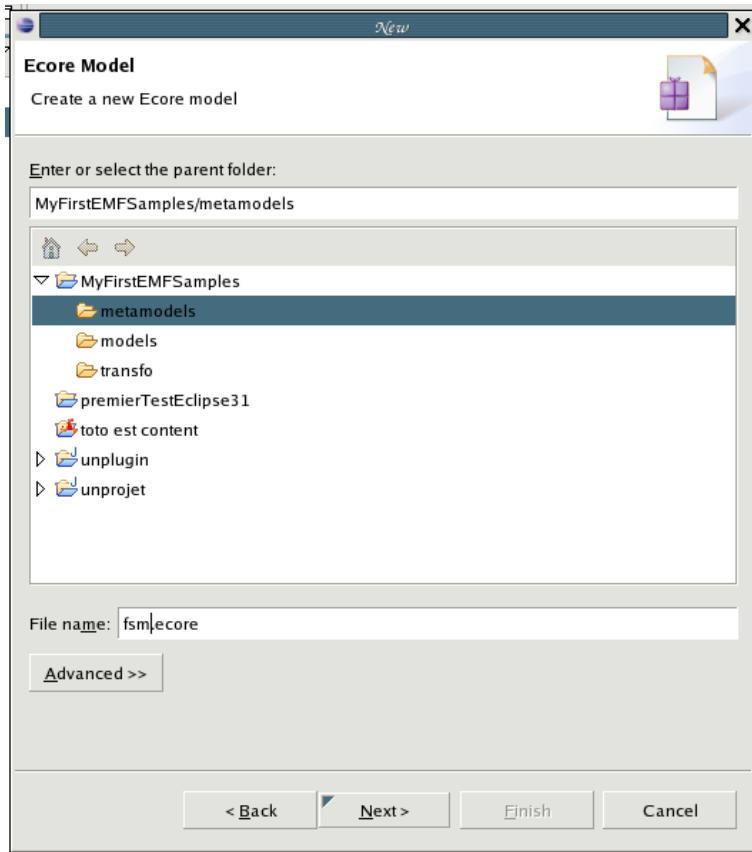 New
Ecore Model
Create a new Ecore model
Enter or select the parent folder:
MyFirstEMFSamples/metamodels
MyFirstEMFSamples
metamodels
models
transfo
premierTestEclipse31
toto est content
unplugin
unprojet
File name: fsm.ecore
Advanced >>
< Back Next > Finish Cancel